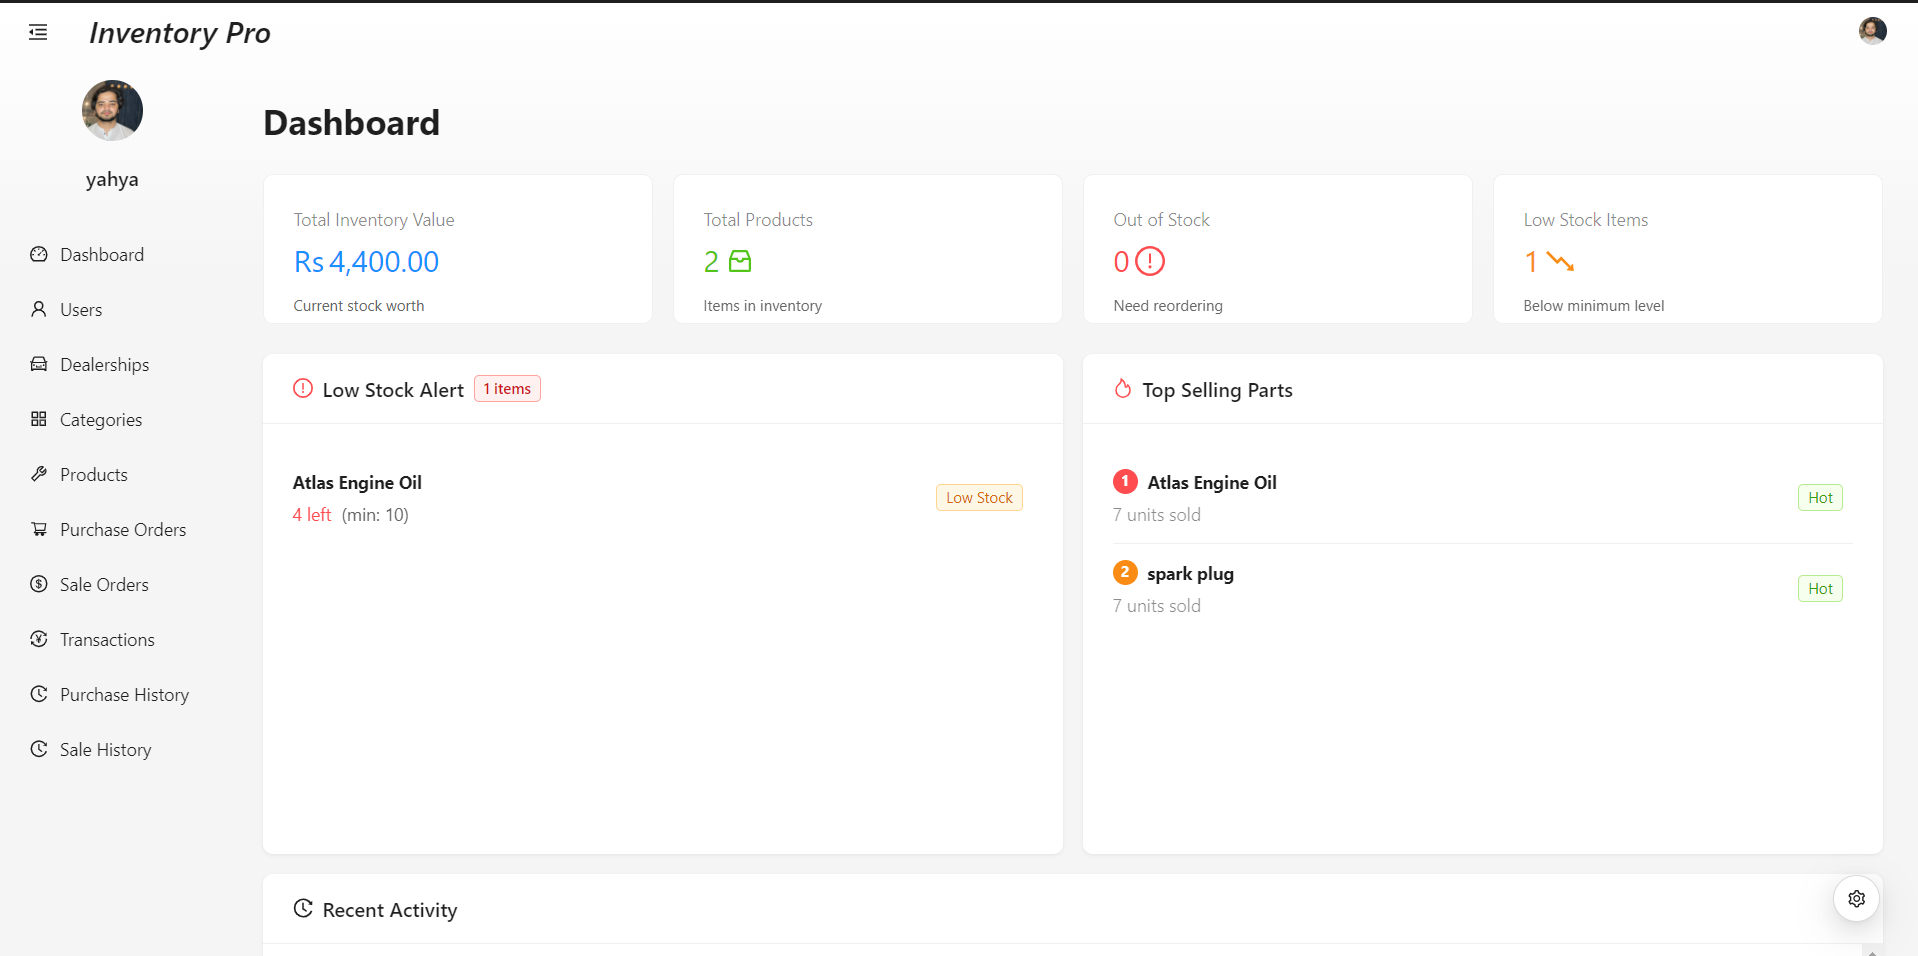 Inventory Pro
yahya
Dashboard
Users
Dealerships
Categories
Products
Purchase Orders
Sale Orders
Transactions
Purchase History
Sale History
Dashboard
Total Inventory Value
Rs 4,400.00
Current stock worth
Total Products
2
Items in inventory
Out of Stock
0
Need reordering
Low Stock Items
1
Below minimum level
Low Stock Alert 1 items
Atlas Engine Oil
4 left (min: 10)
Low Stock
Top Selling Parts
1 Atlas Engine Oil
7 units sold
Hot
2 spark plug
7 units sold
Hot
Recent Activity